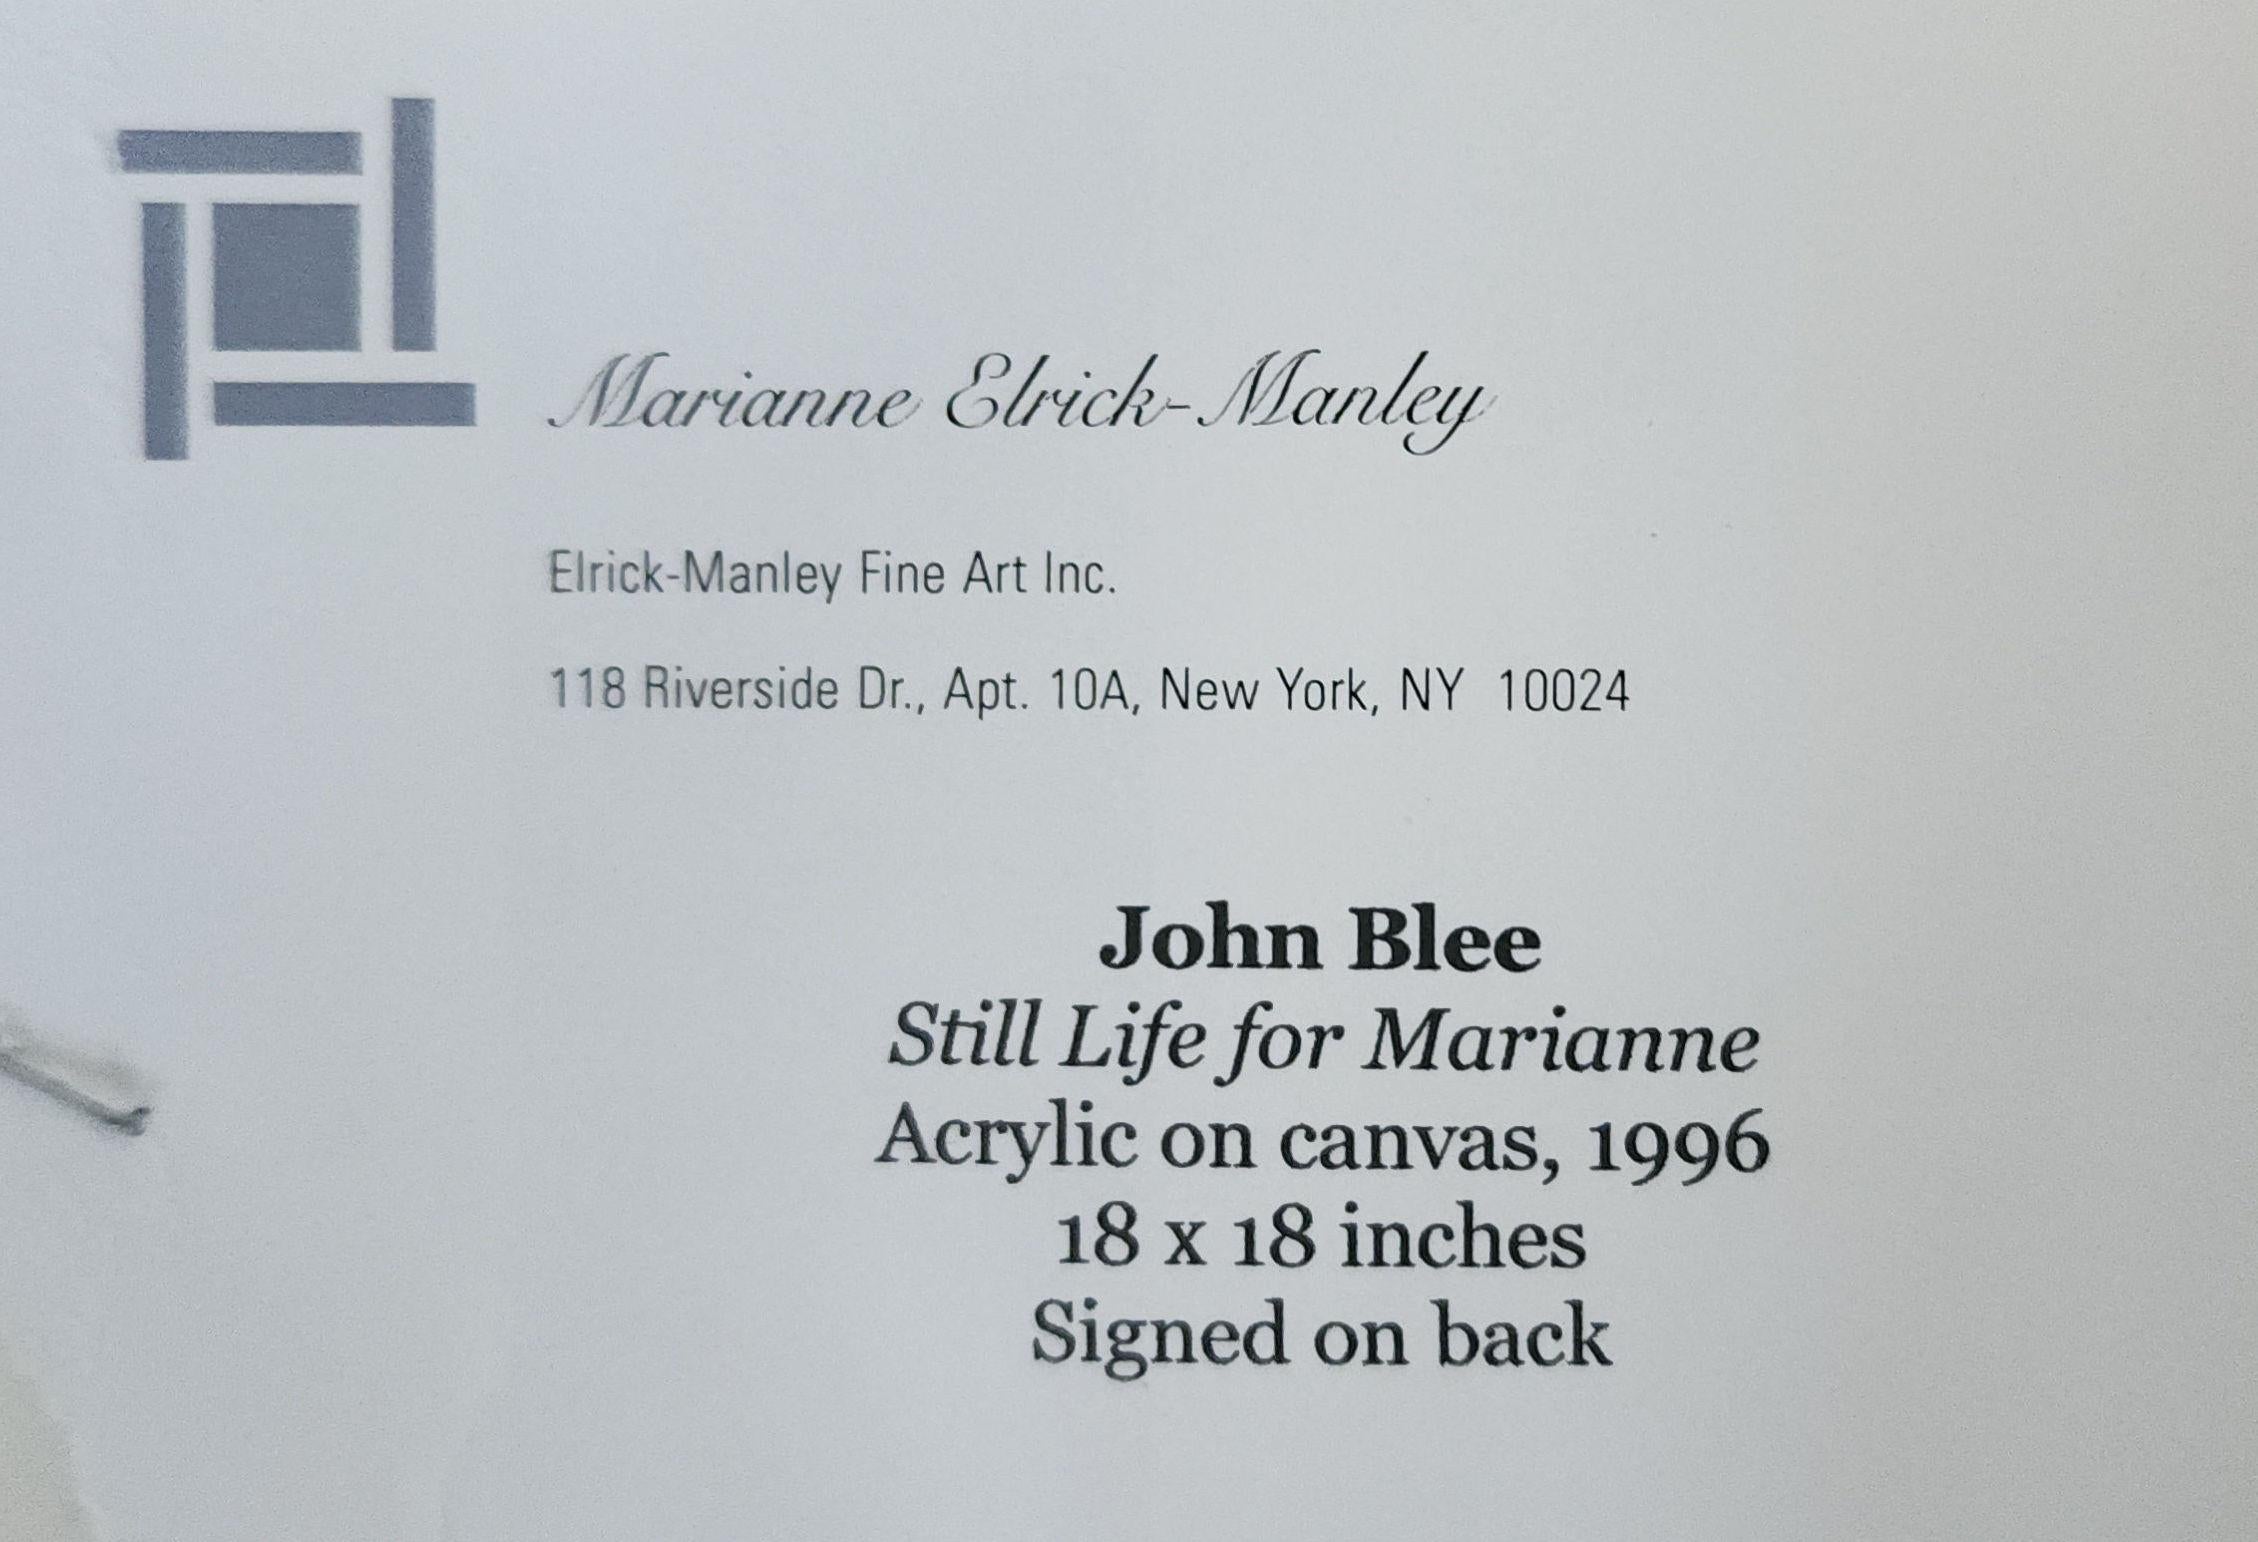 Marianne Elrick-Manley
Elrick-Manley Fine Art Inc.
118 Riverside Dr., Apt. 10A, New York, NY 10024
John Blee
Still Life for Marianne
Acrylic on canvas, 1996
18 x 18 inches
Signed on back